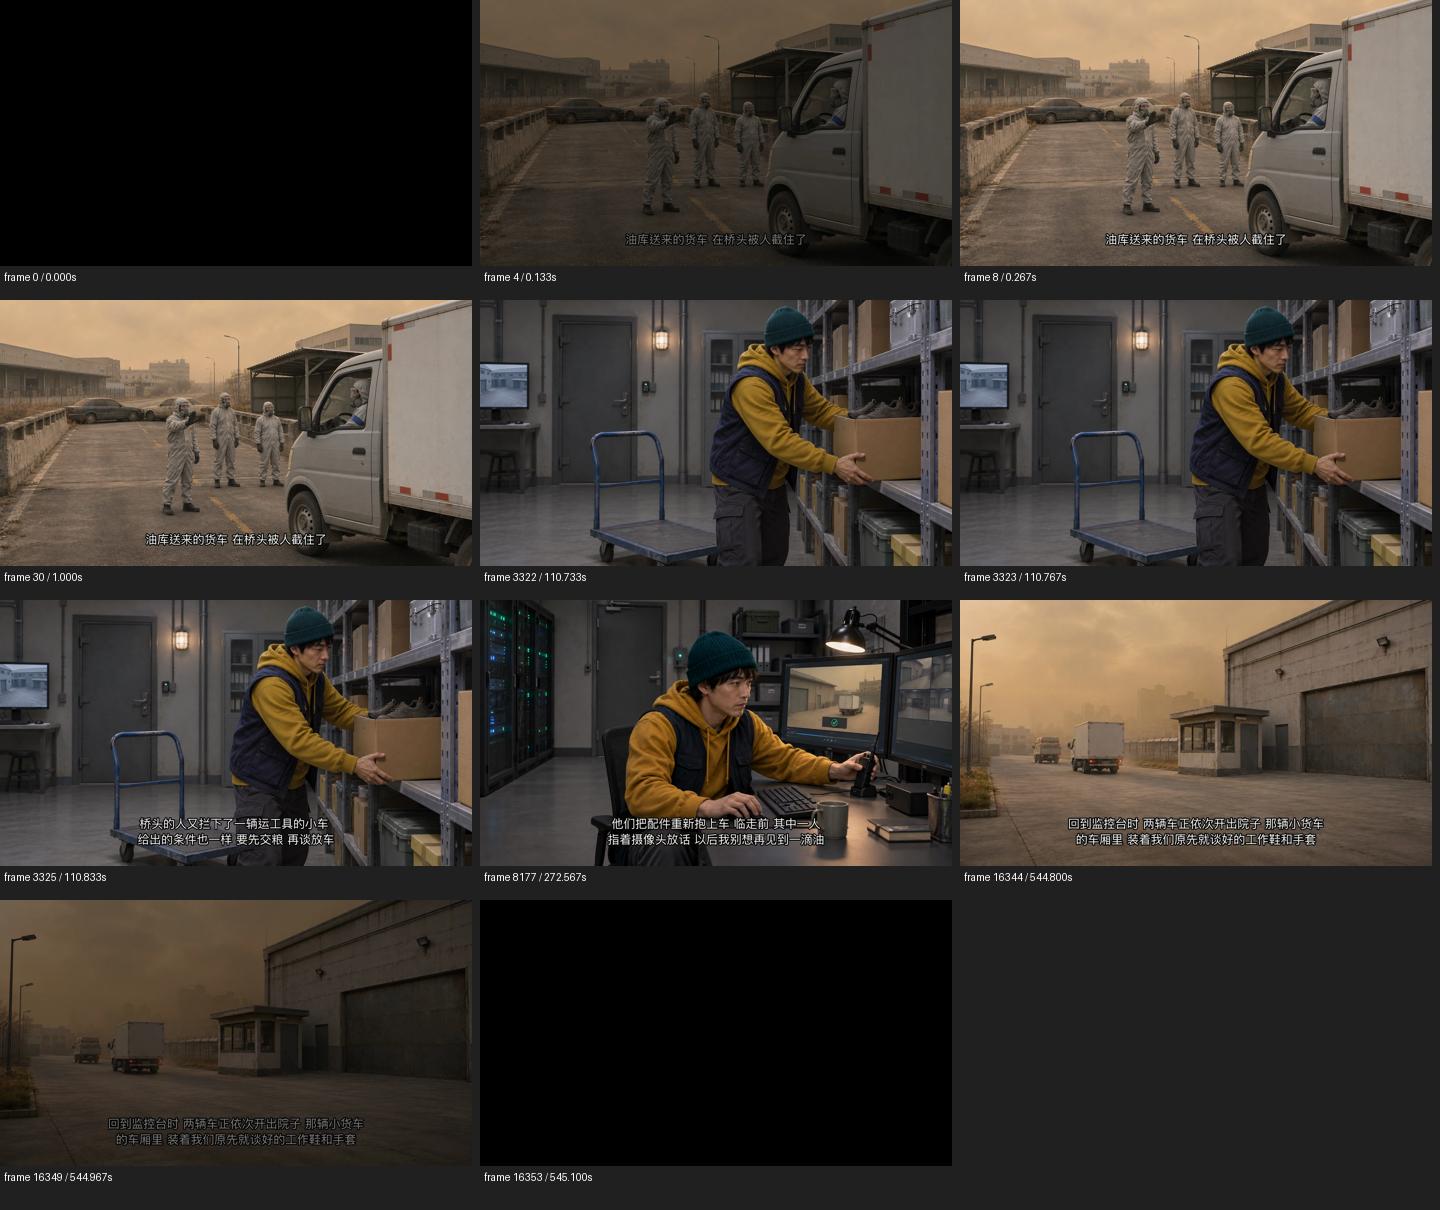 油库送来的货车 在桥头被人截住了
油库送来的货车 在桥头被人截住了
frame 0 / 0.000s
frame 4 / 0.133s
frame 8 / 0.267s
油库送来的货车 在桥头被人截住了
frame 30 / 1.000s
frame 3322 / 110.733s
frame 3323 / 110.767s
桥头的人又拦下了一辆运工具的小车
给出的条件也一样 要先交粮 再谈放车
他们把配件重新抱上车 临走前 其中一人
指着摄像头放话 以后我别想再见到一滴油
回到监控台时 两辆车正依次开出院子 那辆小货车
的车厢里 装着我们原先就谈好的工作鞋和手套
frame 3325 / 110.833s
frame 8177 / 272.567s
frame 16344 / 544.800s
回到监控台时 两辆车正依次开出院子 那辆小货车
的车厢里 装着我们原先就谈好的工作鞋和手套
frame 16349 / 544.967s
frame 16353 / 545.100s